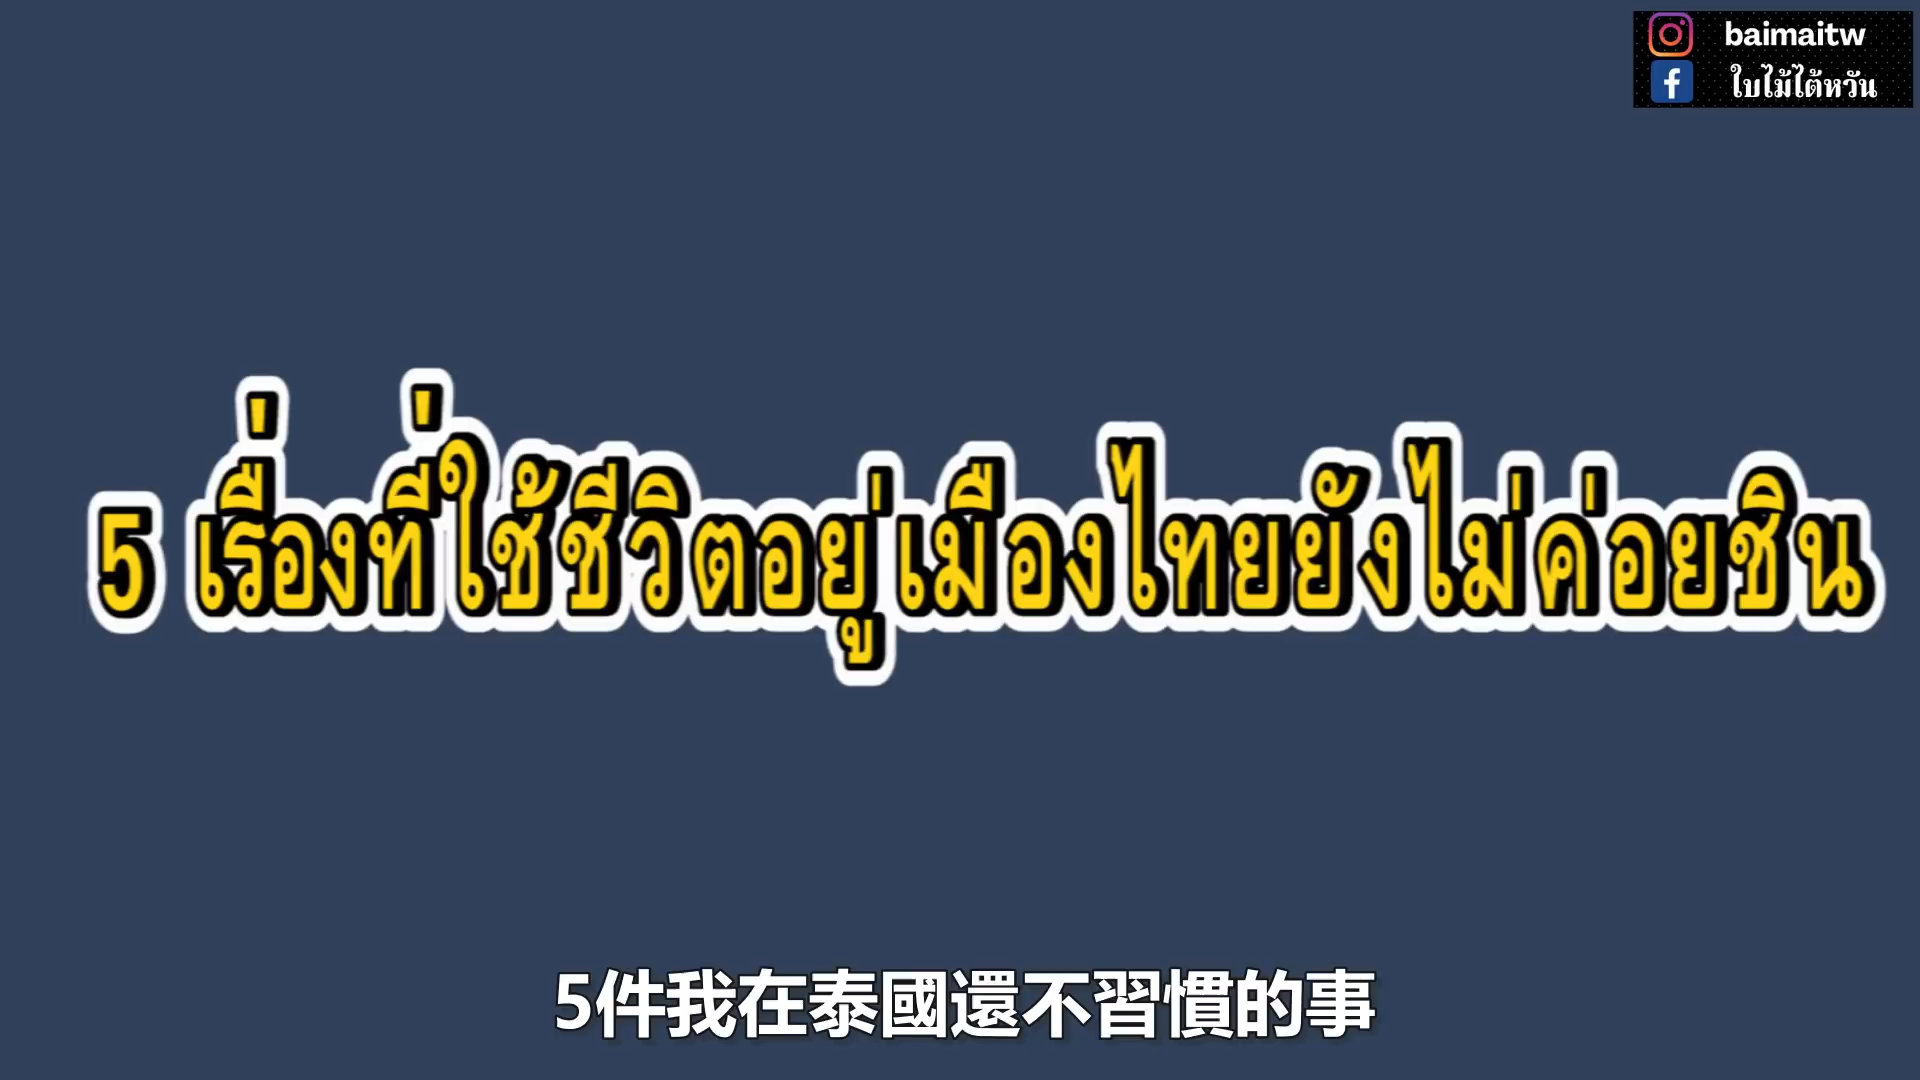 baimaitw
ใบไม้ไต้หวัน
5 เรื่องที่ใช้ชีวิตอยู่เมืองไทยยังไม่ค่อยชิน
5件我在泰國還不習慣的事